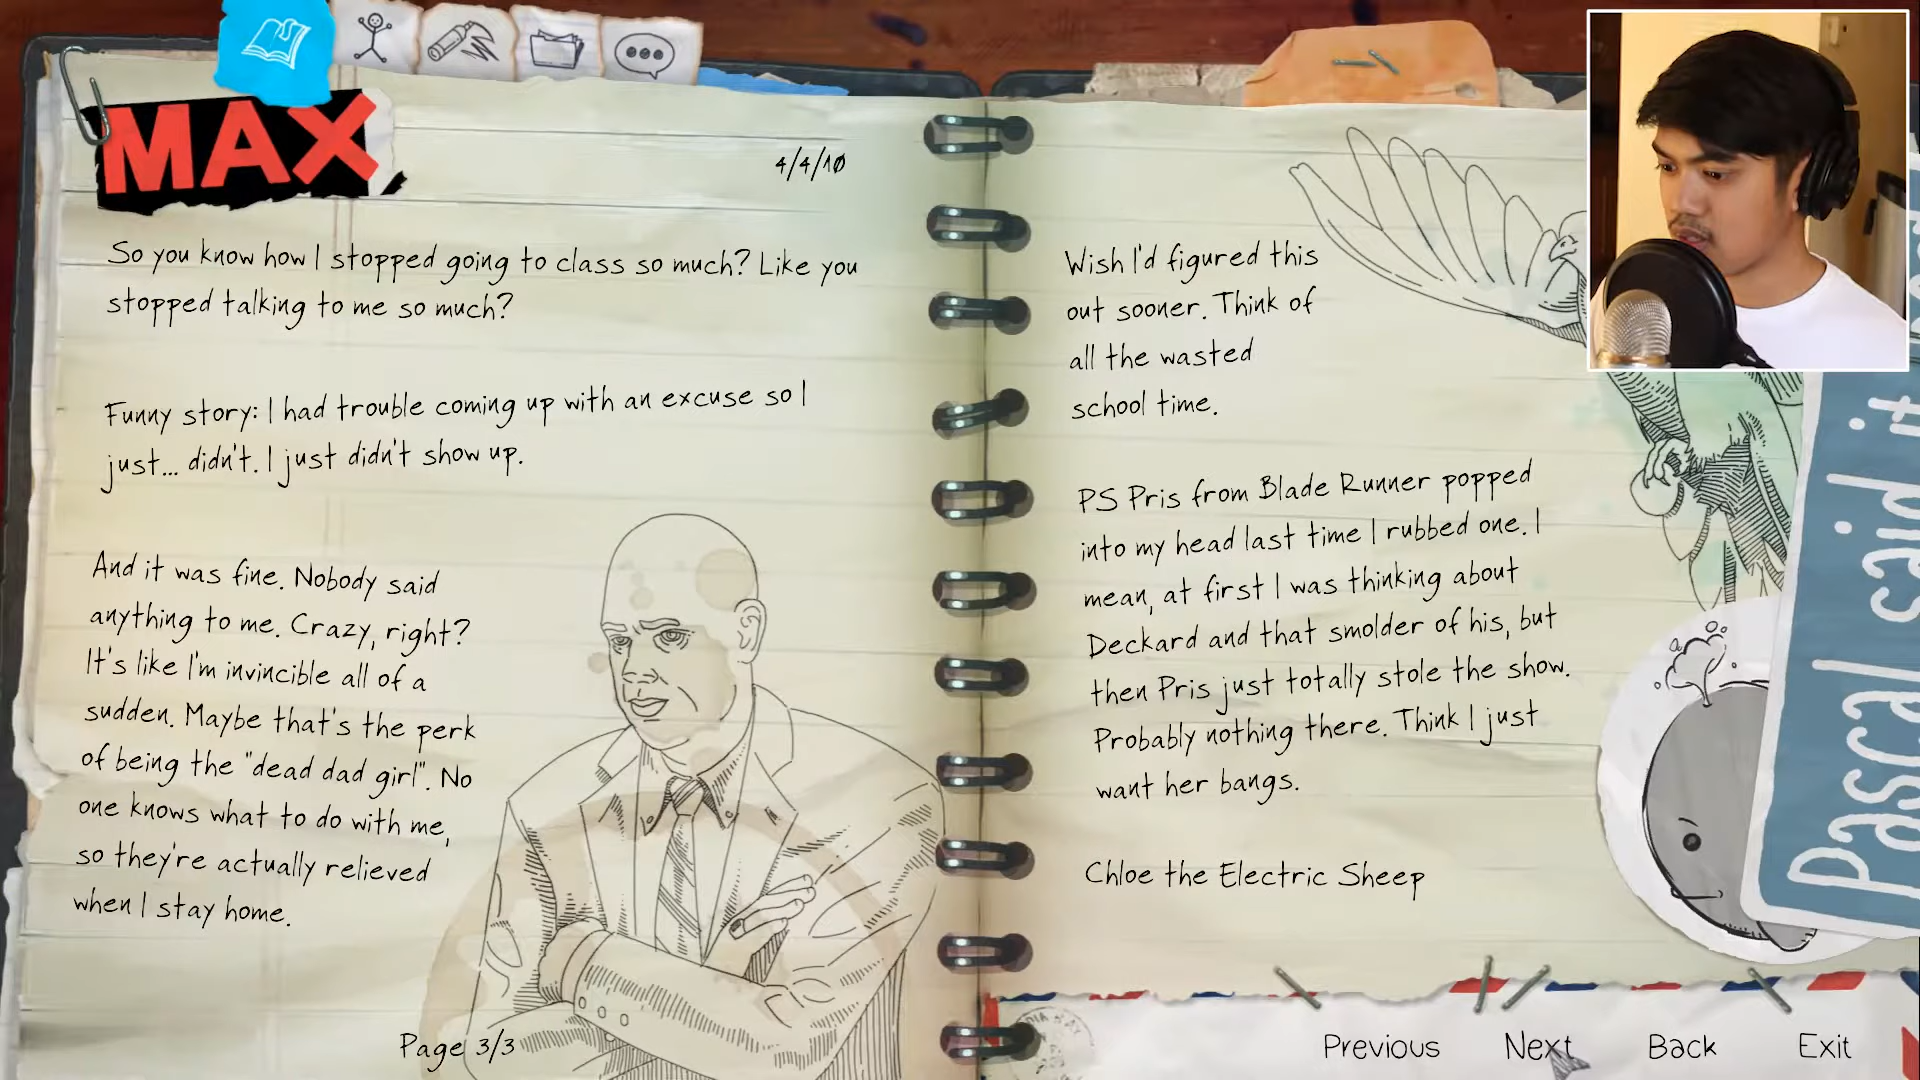 MAX
4/4/10
So you know how I stopped going to class so much? Like you
stopped talking to me so much?
Funny story: I had trouble coming up with an excuse so I
just... didn't. I just didn't show up.
And it was fine. Nobody said
anything to me. Crazy, right?
It's like I'm invincible all of a
sudden. Maybe that's the perk
of being the "dead dad girl". No
one knows what to do with me,
so they're actually relieved
when I stay home.
Page 3/3
Wish I'd figured this
out sooner. Think of
all the wasted
school time.
PS Pris from Blade Runner popped
into my head last time I rubbed one. I
mean, at first I was thinking about
Deckard and that smolder of his, but
then Pris just totally stole the show.
Probably nothing there. Think I just
want her bangs.
Chloe the Electric Sheep
Pascal said it
Previous
Next
Back
Exit